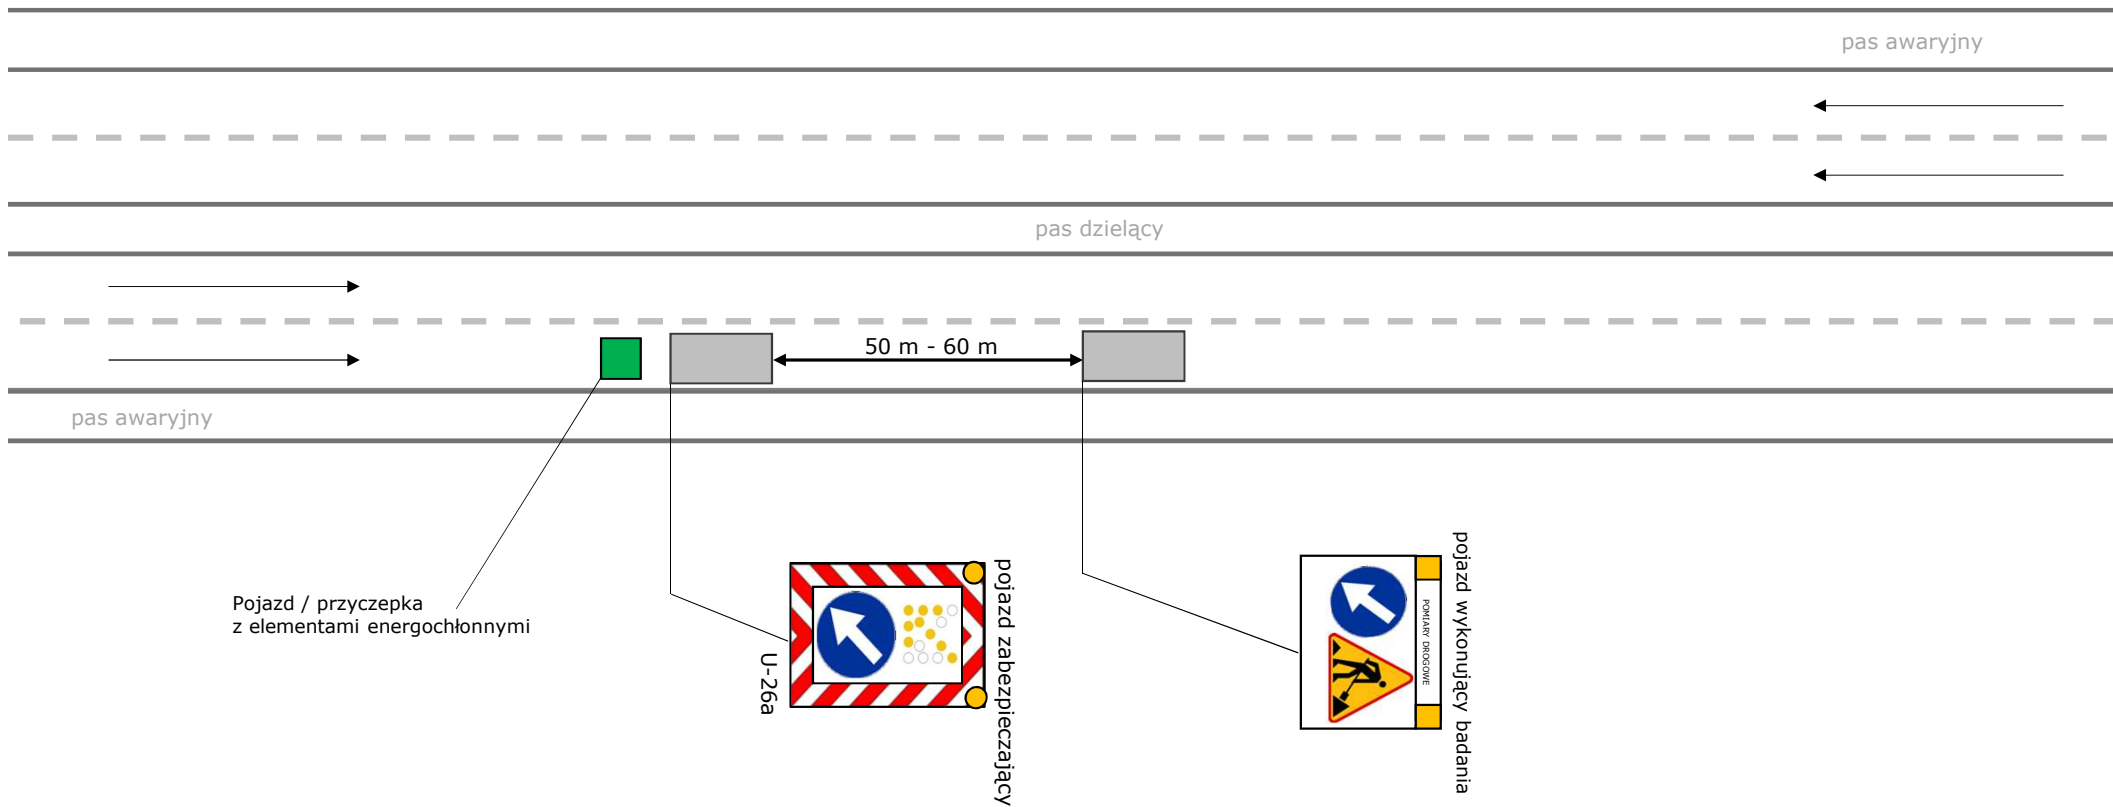 pas awaryjny
pas dzielący
50 m - 60 m
pas awaryjny
Pojazd / przyczepka
z elementami energochłonnymi
U-26a
pojazd zabezpieczający
POMIARY DROGOWE
pojazd wykonujący badania